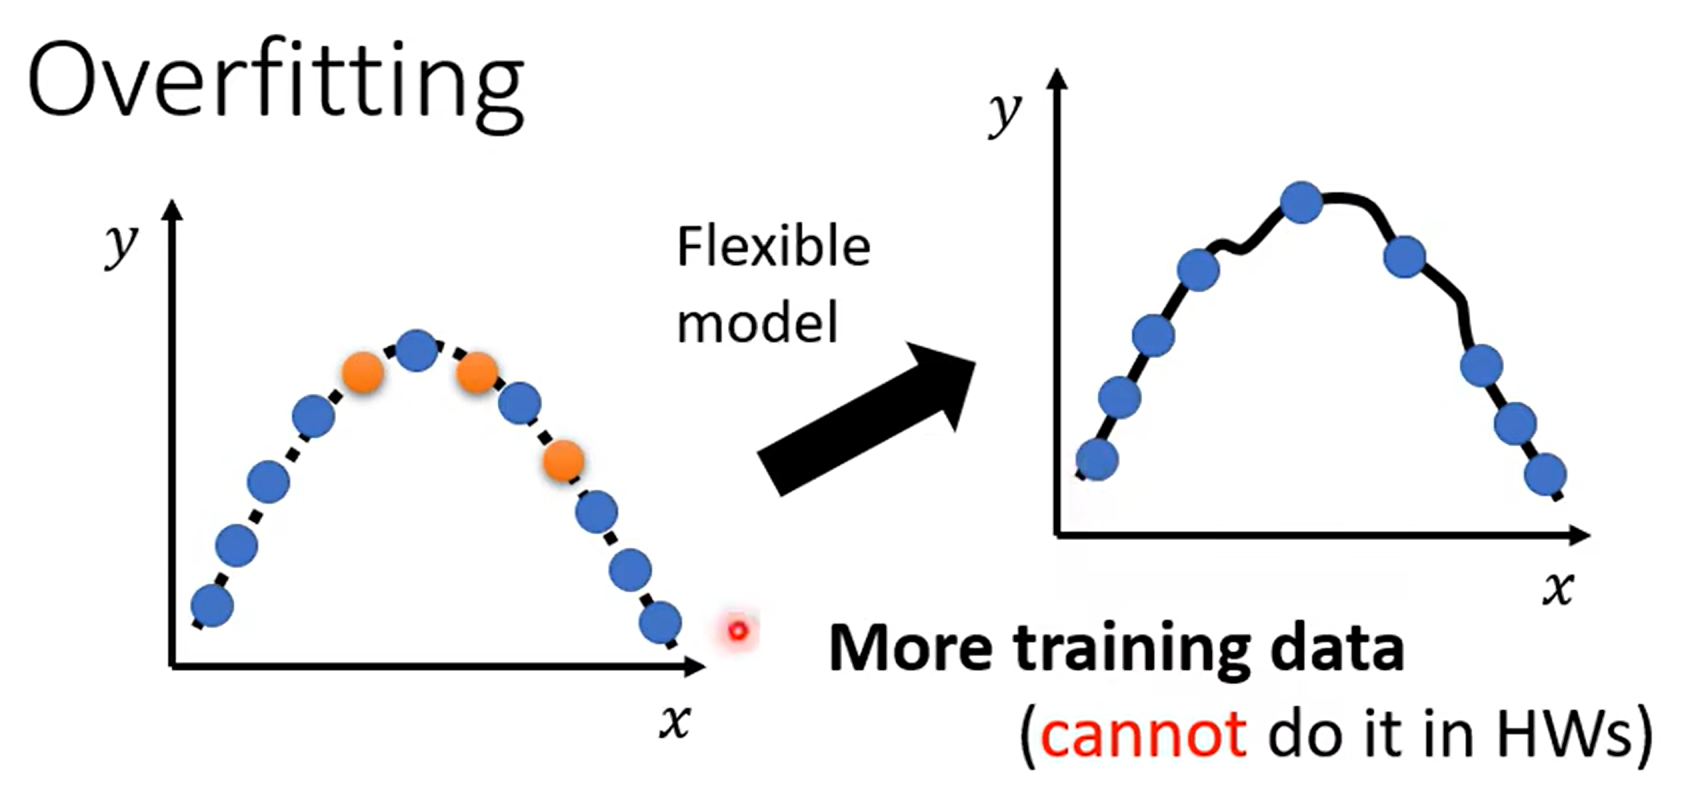 Overfitting
y
x
Flexible
model
y
x
More training data
(cannot do it in HWs)